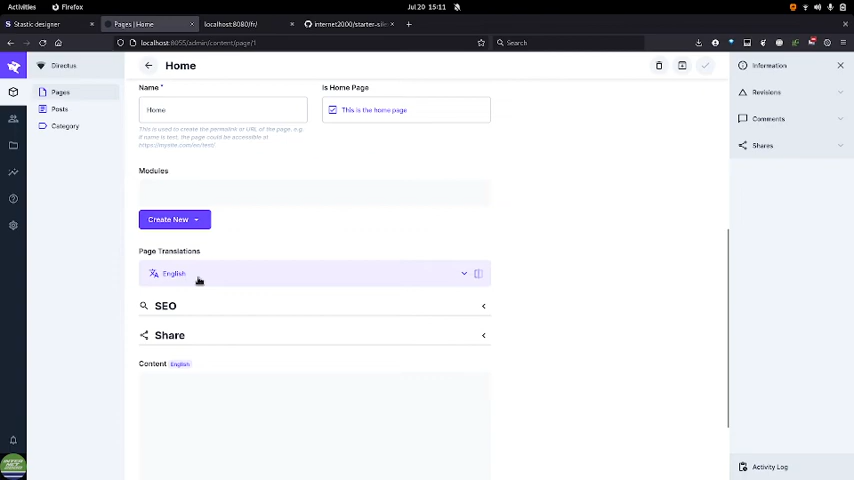 Activities
Firefox
Jul 20 15:11
Stastic designer
Pages | Home
localhost:8080/fr/
internet2000/starter-sile
localhost:8055/admin/content/page/1
Search
Directus
Home
Information
Pages
Posts
Category
Revisions
Comments
Shares
Name *
Is Home Page
Home
This is the home page
This is used to create the permalink or URL of the page. e.g.
if name is test, the page could be accessible at
https://mysite.com/en/test/.
Modules
Create New
Page Translations
English
SEO
Share
Content English
Activity Log